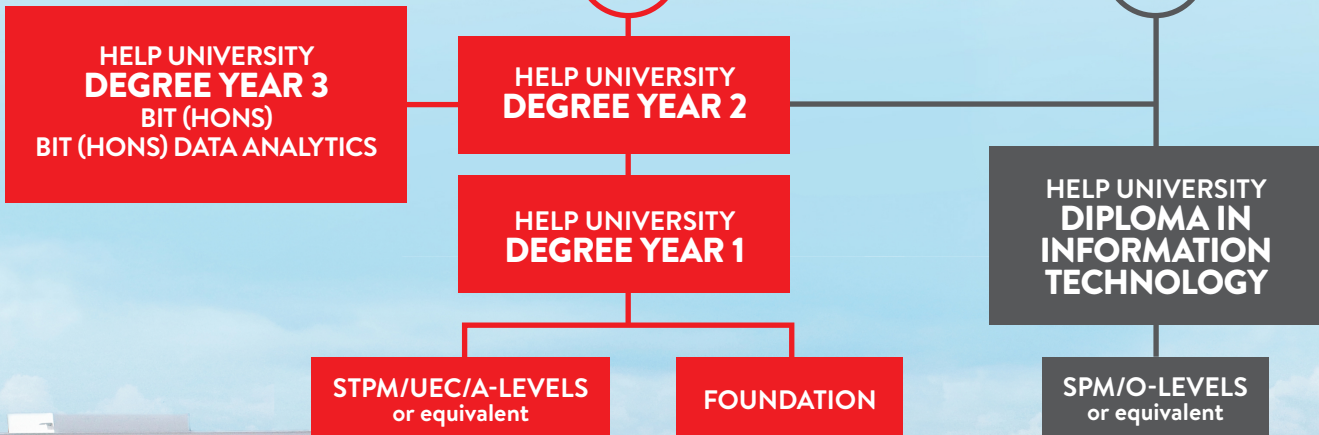 HELP UNIVERSITY
DEGREE YEAR 3
BIT (HONS)
BIT (HONS) DATA ANALYTICS
HELP UNIVERSITY
DEGREE YEAR 2
HELP UNIVERSITY
DEGREE YEAR 1
HELP UNIVERSITY
DIPLOMA IN
INFORMATION
TECHNOLOGY
STPM/UEC/A-LEVELS
or equivalent
FOUNDATION
SPM/O-LEVELS
or equivalent